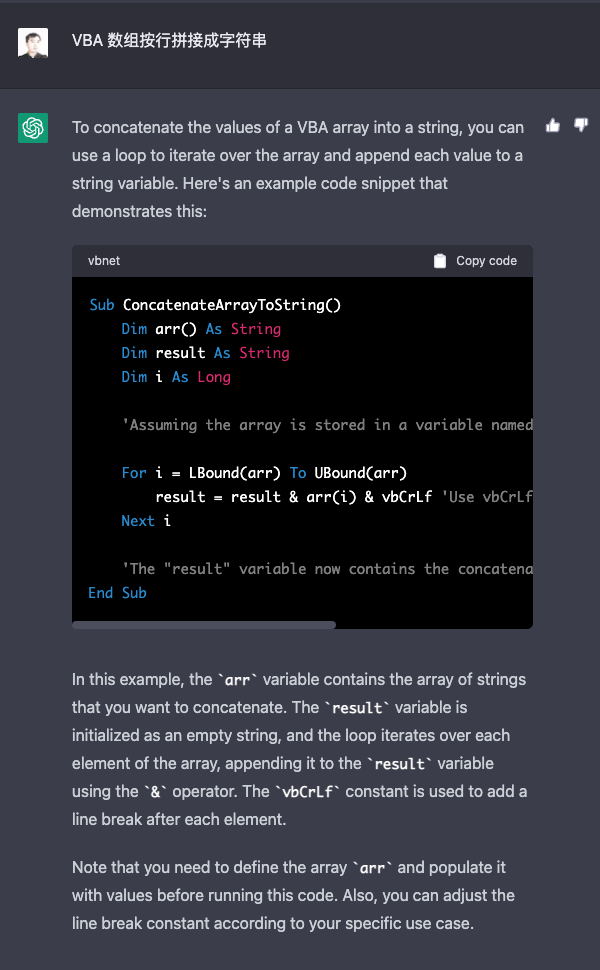 VBA 数组按行拼接成字符串
To concatenate the values of a VBA array into a string, you can
use a loop to iterate over the array and append each value to a
string variable. Here's an example code snippet that
demonstrates this:
vbnet Copy code
Sub ConcatenateArrayToString()
    Dim arr() As String
    Dim result As String
    Dim i As Long
    'Assuming the array is stored in a variable named
    For i = LBound(arr) To UBound(arr)
        result = result & arr(i) & vbCrLf 'Use vbCrLf
    Next i
    'The "result" variable now contains the concatena
End Sub
In this example, the `arr` variable contains the array of strings
that you want to concatenate. The `result` variable is
initialized as an empty string, and the loop iterates over each
element of the array, appending it to the `result` variable
using the `&` operator. The `vbCrLf` constant is used to add a
line break after each element.
Note that you need to define the array `arr` and populate it
with values before running this code. Also, you can adjust the
line break constant according to your specific use case.